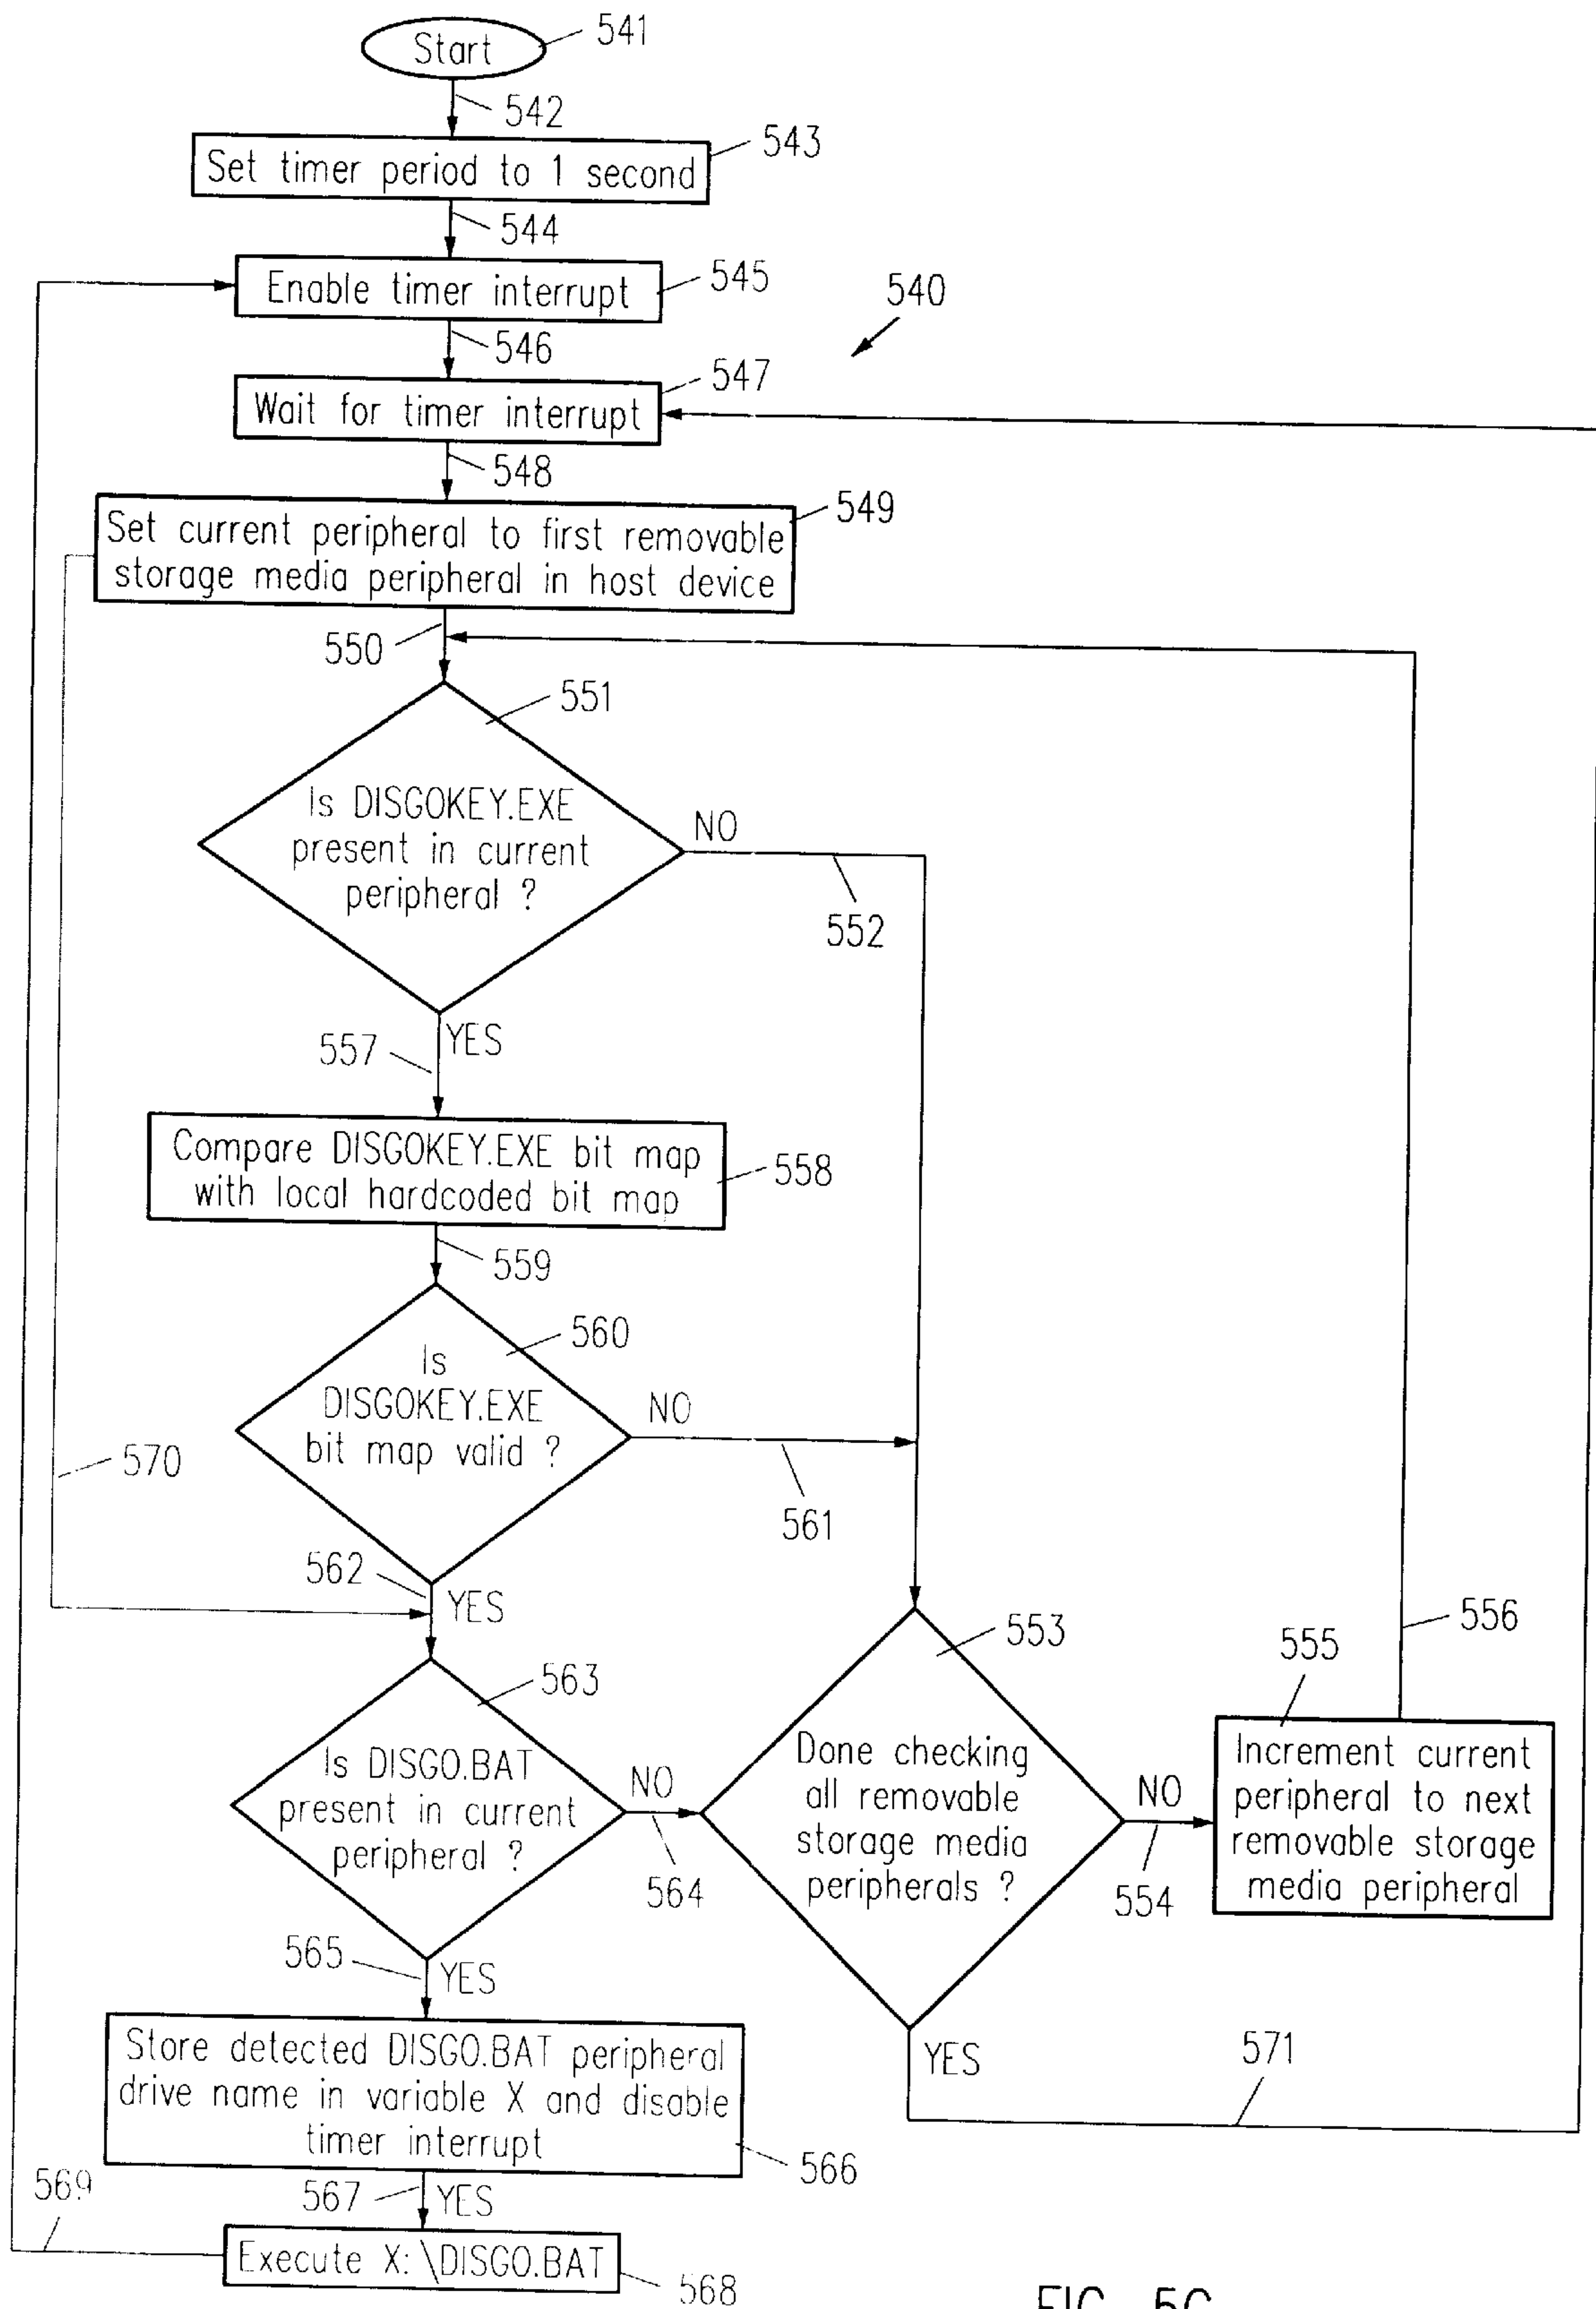 Start
541
542
Set timer period to 1 second
543
544
Enable timer interrupt
545
540
546
Wait for timer interrupt
547
548
Set current peripheral to first removable
storage media peripheral in host device
549
550
551
Is DISGOKEY.EXE
present in current
peripheral ?
NO
552
557
YES
Compare DISGOKEY.EXE bit map
with local hardcoded bit map
558
559
560
Is
DISGOKEY.EXE
bit map valid ?
NO
561
570
562
YES
553
555
556
563
Is DISGO.BAT
present in current
peripheral ?
NO
564
Done checking
all removable
storage media
peripherals ?
NO
554
Increment current
peripheral to next
removable storage
media peripheral
565
YES
YES
571
Store detected DISGO.BAT peripheral
drive name in variable X and disable
timer interrupt
566
569
567
YES
Execute X:\DISGO.BAT
568
FIG. 5C